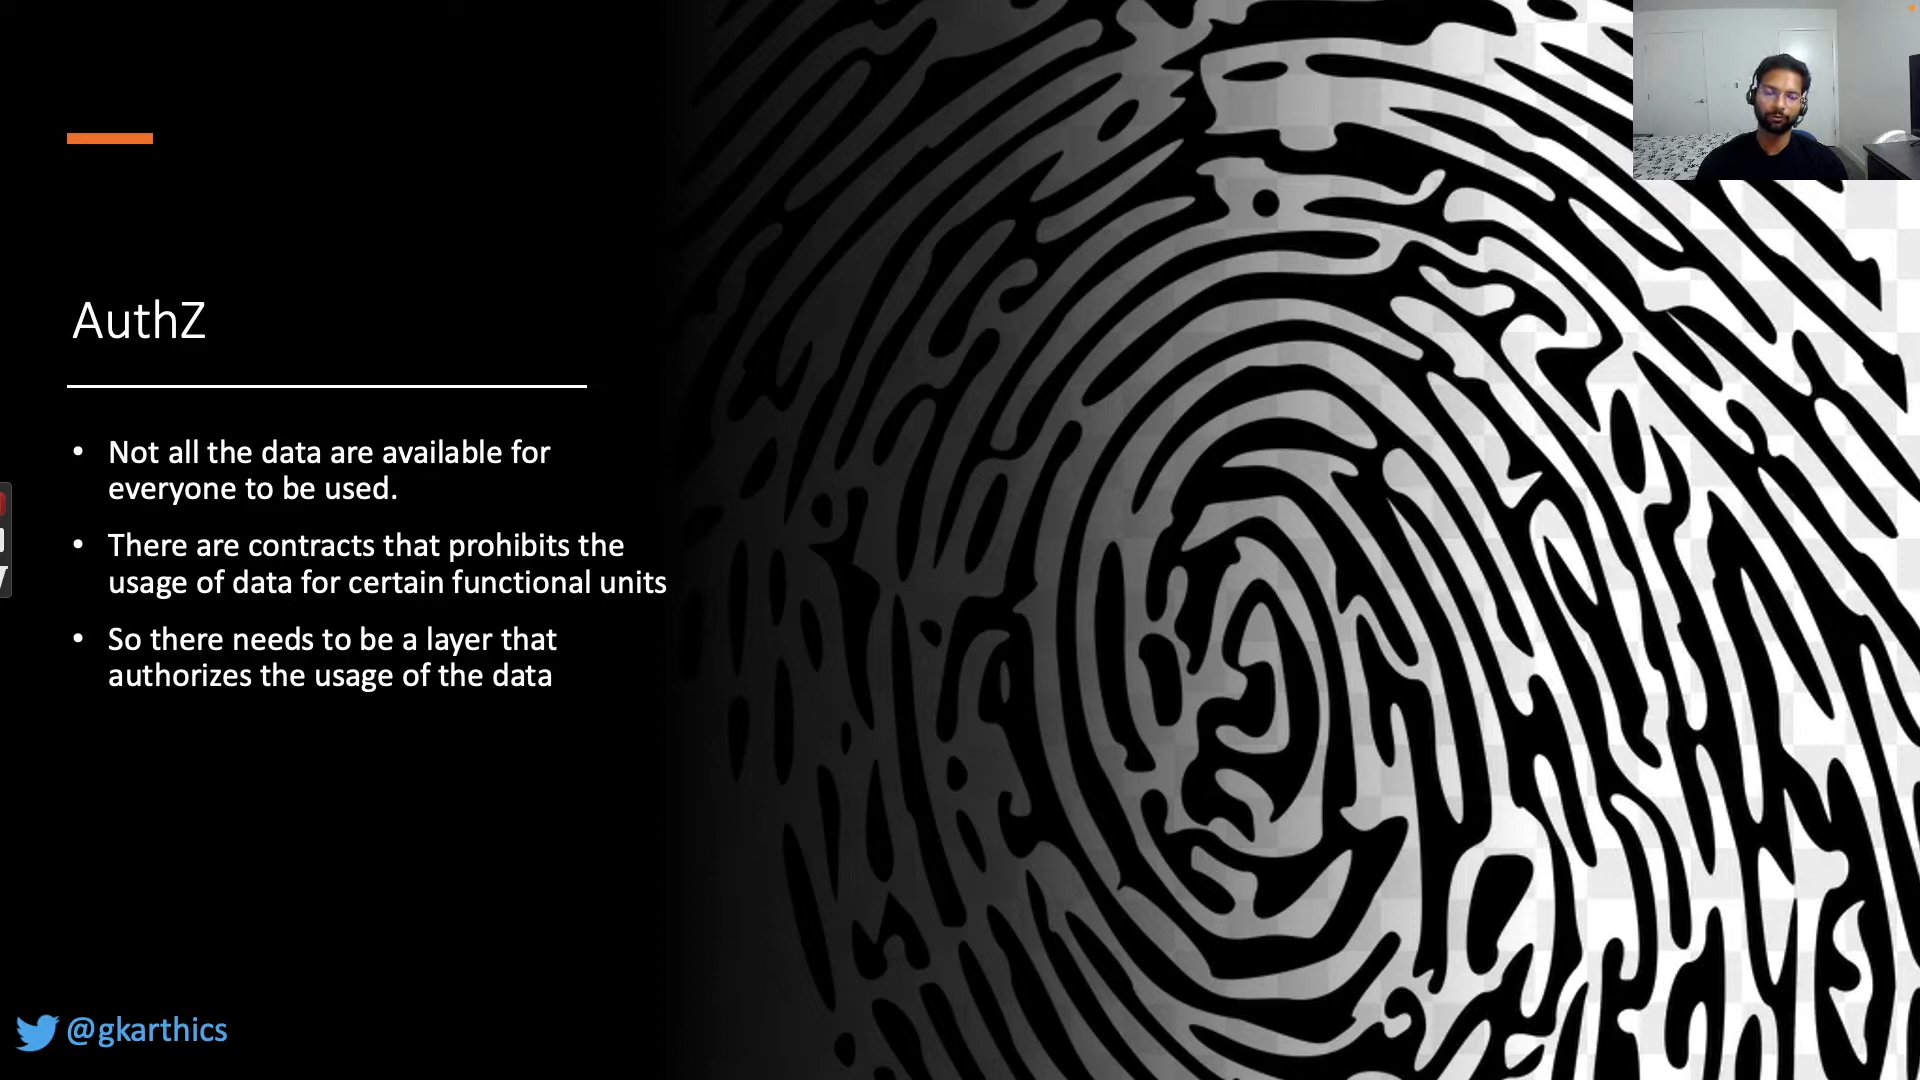 AuthZ
• Not all the data are available for
everyone to be used.
• There are contracts that prohibits the
usage of data for certain functional units
• So there needs to be a layer that
authorizes the usage of the data
@gkarthics